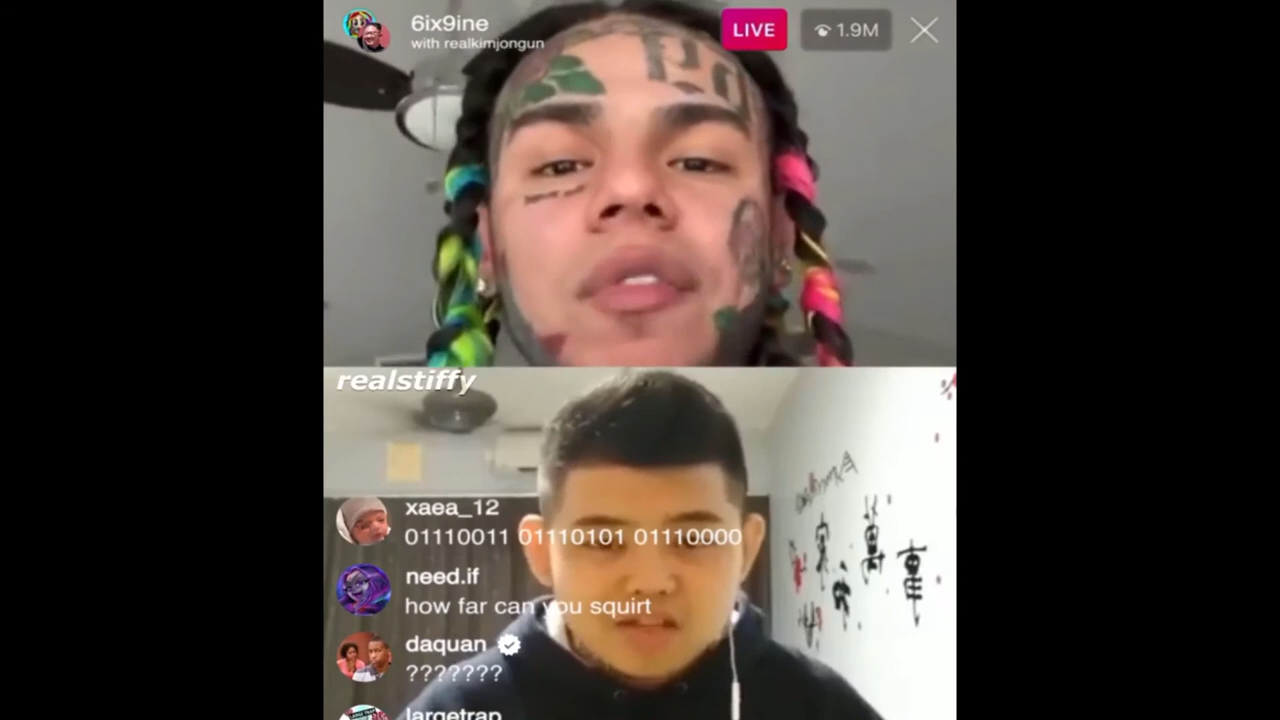 6ix9ine
with realkimjongun
LIVE
1.9M
realstiffy
xaea_12
01110011 01110101 01110000
need.if
how far can you squirt
daquan
???????
largetrap